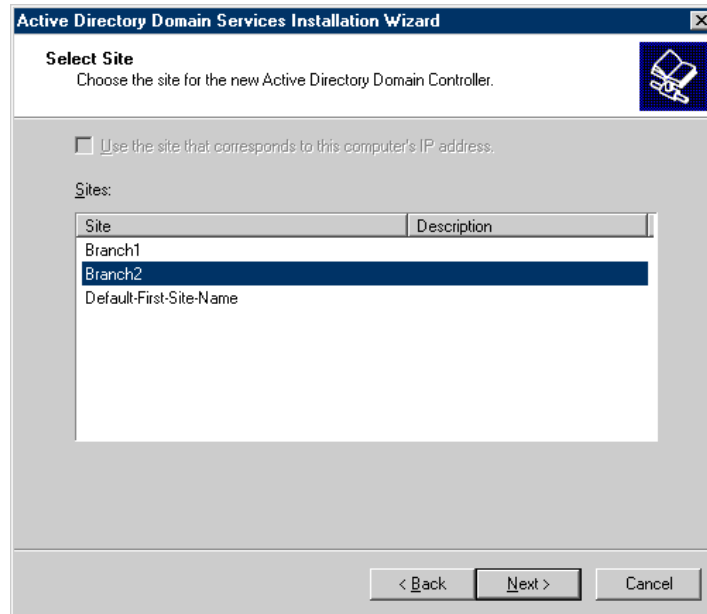 Active Directory Domain Services Installation Wizard
Select Site
Choose the site for the new Active Directory Domain Controller.
Use the site that corresponds to this computer's IP address.
Sites:
Site Description
Branch1
Branch2
Default-First-Site-Name
< Back Next > Cancel